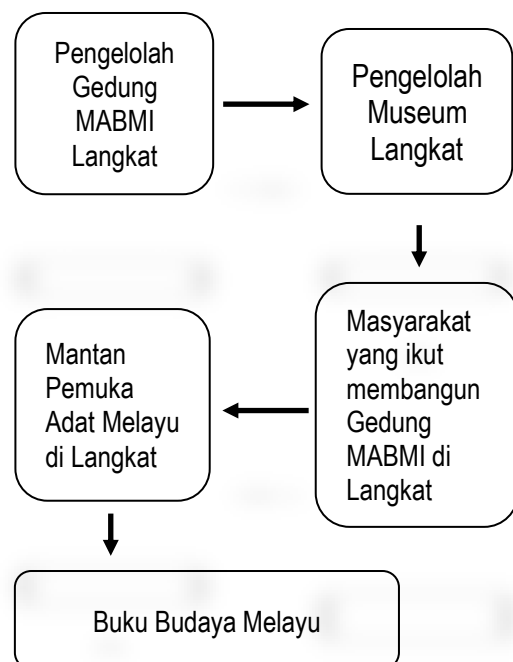 Pengelolah
Gedung
MABMI
Langkat
Pengelolah
Museum
Langkat
Masyarakat
yang ikut
membangun
Gedung
MABMI di
Langkat
Mantan
Pemuka
Adat Melayu
di Langkat
Buku Budaya Melayu